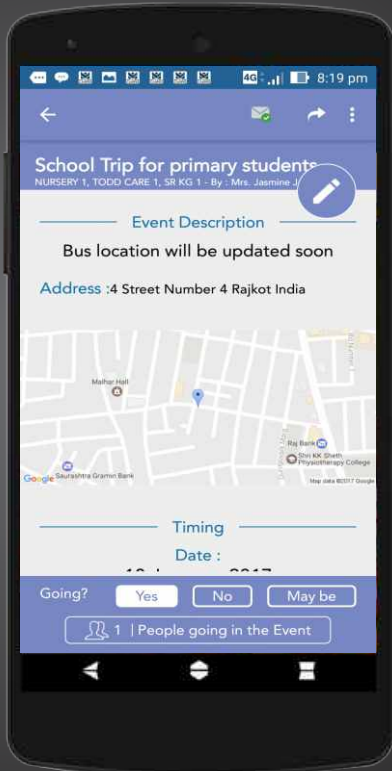 4G 8:19 pm
School Trip for primary students
NURSERY 1, TODD CARE 1, SR KG 1 - By : Mrs. Jasmine J
Event Description
Bus location will be updated soon
Address :4 Street Number 4 Rajkot India
Malhar Hall
Raj Bank
Shri KK Sheth
Physiotherapy College
Saurashtra Gramin Bank
Google
Map data ©2017 Google
Timing
Date :
2017
Going? Yes No May be
1 | People going in the Event